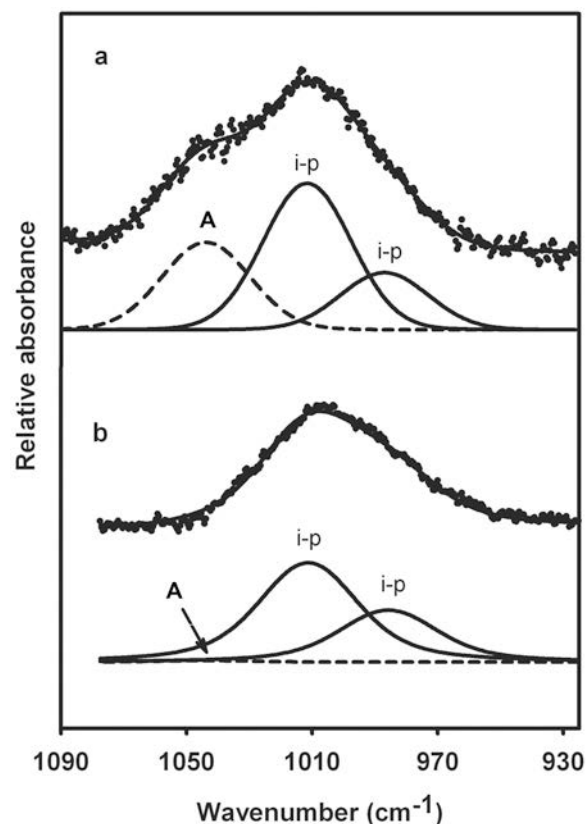 a
i-p
A
i-p
b
i-p
A
i-p
Relative absorbance
1090 1050 1010 970 930
Wavenumber (cm⁻¹)